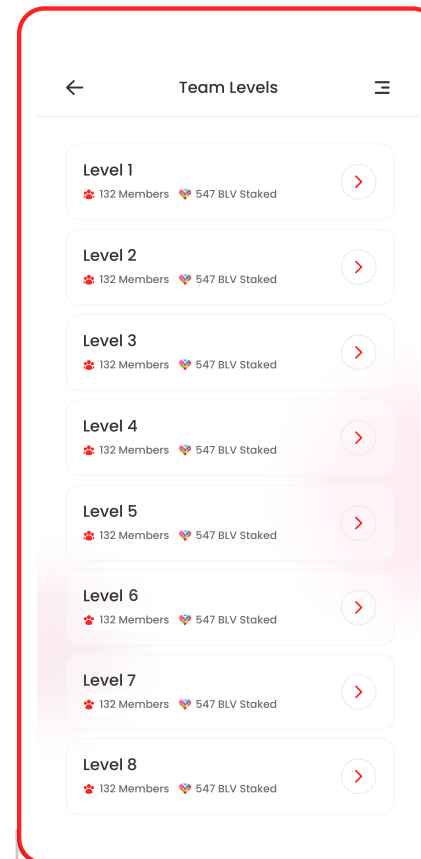 Team Levels
Level 1
132 Members 547 BLV Staked
Level 2
132 Members 547 BLV Staked
Level 3
132 Members 547 BLV Staked
Level 4
132 Members 547 BLV Staked
Level 5
132 Members 547 BLV Staked
Level 6
132 Members 547 BLV Staked
Level 7
132 Members 547 BLV Staked
Level 8
132 Members 547 BLV Staked